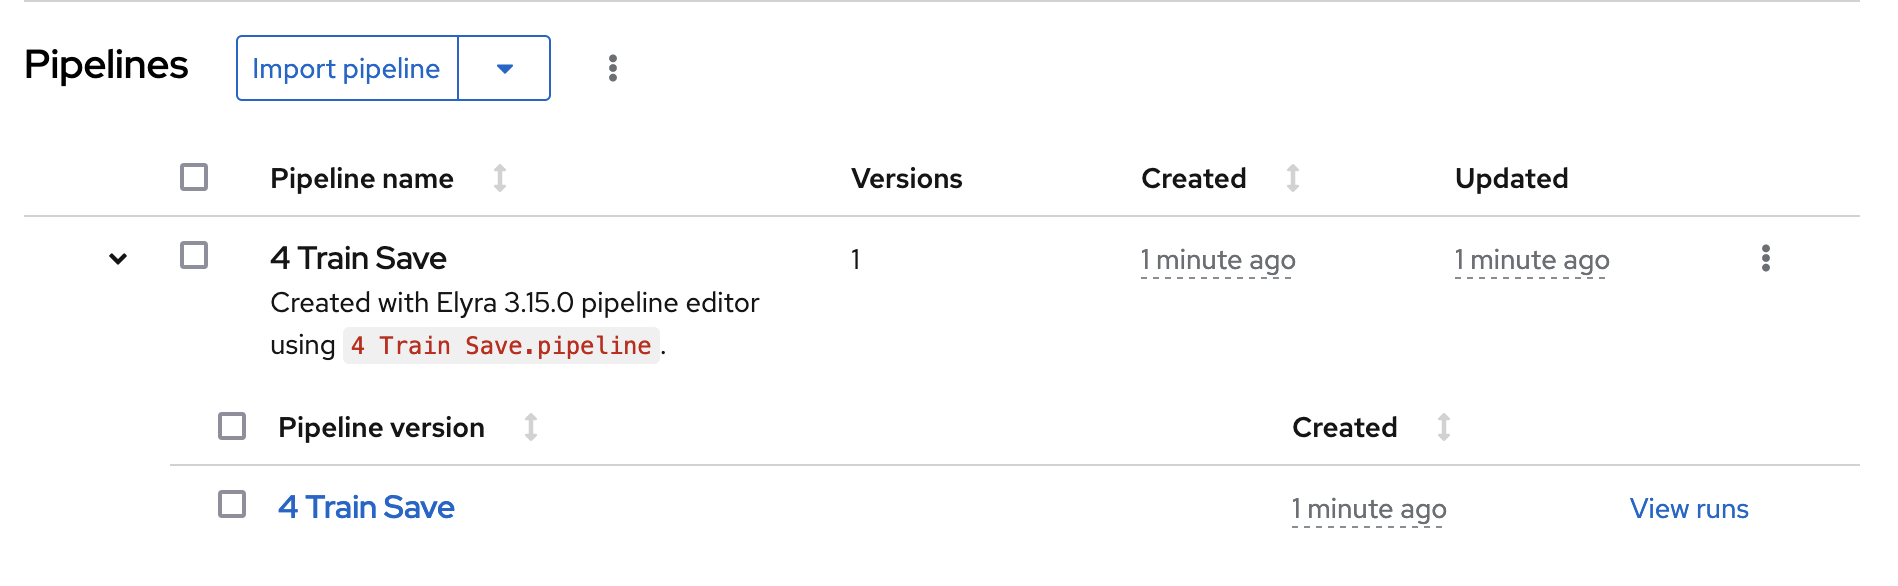 Pipelines
Import pipeline
Pipeline name Versions Created Updated
4 Train Save 1 1 minute ago 1 minute ago
Created with Elyra 3.15.0 pipeline editor
using 4 Train Save.pipeline.
Pipeline version Created
4 Train Save 1 minute ago View runs